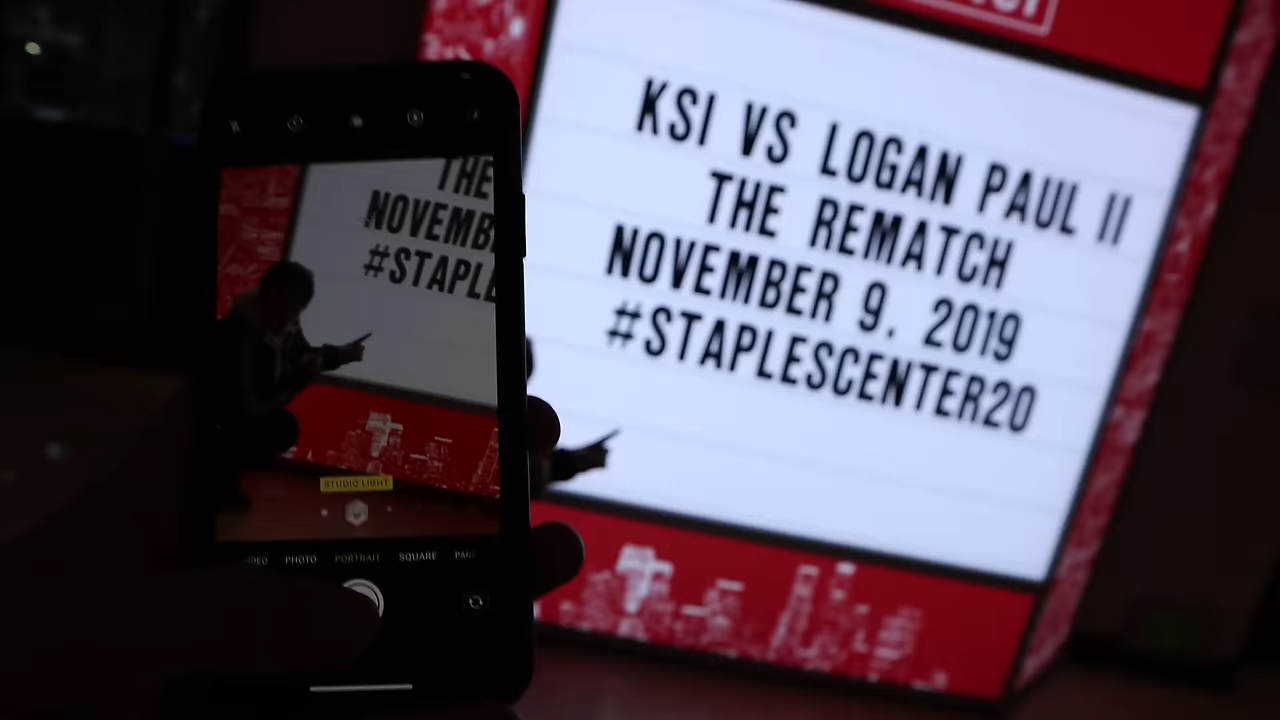 KSI VS LOGAN PAUL II
THE REMATCH
NOVEMBER 9, 2019
#STAPLESCENTER20
THE
NOVEMB
#STAPLE
STUDIO LIGHT
PHOTO PORTRAIT SQUARE PAN